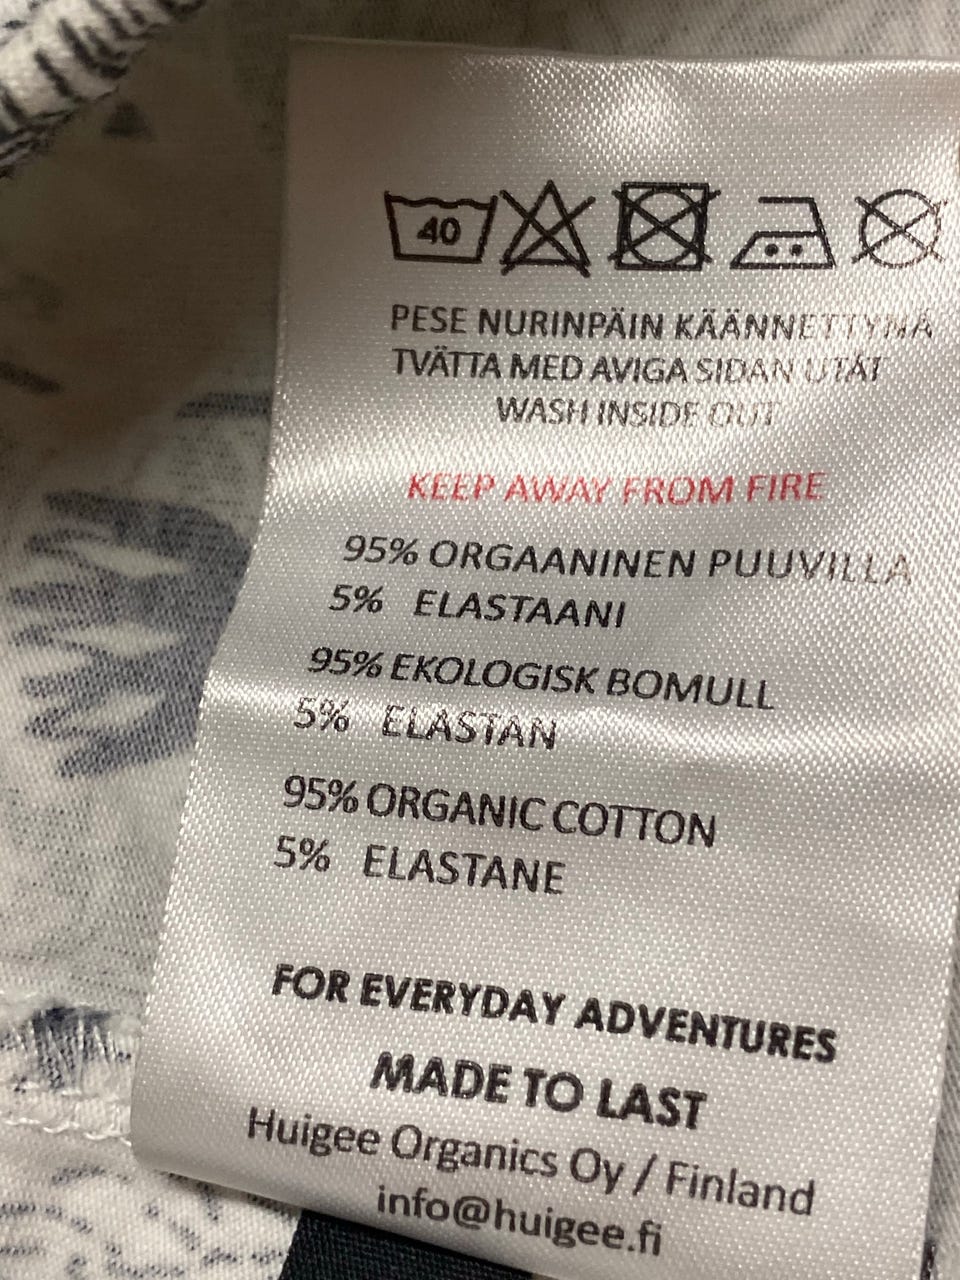 40
PESE NURINPÄIN KÄÄNNETTYNÄ
TVÄTTA MED AVIGA SIDAN UTÅT
WASH INSIDE OUT
KEEP AWAY FROM FIRE
95% ORGAANINEN PUUVILLA
5% ELASTAANI
95% EKOLOGISK BOMULL
5% ELASTAN
95% ORGANIC COTTON
5% ELASTANE
FOR EVERYDAY ADVENTURES
MADE TO LAST
Huigee Organics Oy / Finland
info@huigee.fi